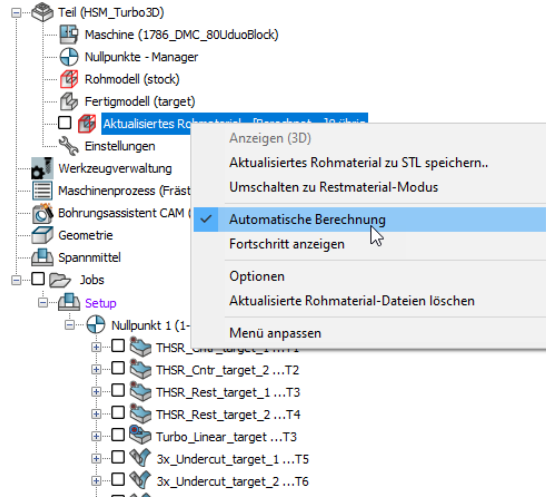 Teil (HSM_Turbo3D)
Maschine (1786_DMC_80UduoBlock)
Nullpunkte - Manager
Rohmodell (stock)
Fertigmodell (target)
Aktualisiertes
Anzeigen (3D)
Einstellungen
Aktualisiertes Rohmaterial zu STL speichern..
Werkzeugverwaltung
Umschalten zu Restmaterial-Modus
Maschinenprozess (Fräst
Bohrungsassistent CAM (
Automatische Berechnung
Geometrie
Fortschritt anzeigen
Spannmittel
Jobs
Optionen
Setup
Aktualisierte Rohmaterial-Dateien löschen
Nullpunkt 1 (1-
Menü anpassen
THSR_Cntr_target_1 ...T1
THSR_Cntr_target_2 ...T2
THSR_Rest_target_1 ...T3
THSR_Rest_target_2 ...T4
Turbo_Linear_target ...T3
3x_Undercut_target_1 ...T5
3x_Undercut_target_2 ...T6